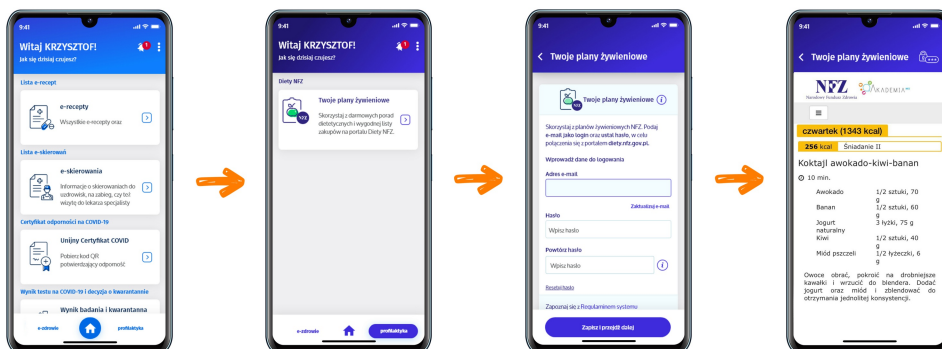 9:41
Witaj KRZYSZTOF!
Jak się dzisiaj czujesz?
1
Lista e-recept
e-recepty
Wszystkie e-recepty oraz
Lista e-skierowań
e-skierowania
Informacje o skierowaniach do
uzdrowisk, na zabieg, czy też
wizytę do lekarza specjalisty
Certyfikat odporności na COVID-19
Unijny Certyfikat COVID
Pobierz kod QR
potwierdzający odporność
Wynik testu na COVID-19 i decyzja o kwarantannie
Wynik badania i kwarantanna
e-zdrowie
profilaktyka
9:41
Witaj KRZYSZTOF!
Jak się dzisiaj czujesz?
1
Diety NFZ
Twoje plany żywieniowe
NFZ
Skorzystaj z darmowych porad
dietetycznych i wygodnej listy
zakupów na portalu Diety NFZ.
e-zdrowie
profilaktyka
9:41
Twoje plany żywieniowe
NFZ
Twoje plany żywieniowe
Skorzystaj z planów żywieniowych NFZ. Podaj
e-mail jako login oraz ustal hasło, w celu
połączenia się z portalem diety.nfz.gov.pl.
Wprowadź dane do logowania
Adres e-mail
Zaktualizuj e-mail
Hasło
Wpisz hasło
Powtórz hasło
Wpisz hasło
Resetuj hasło
Zapoznaj się z Regulaminem systemu
Zapisz i przejdź dalej
9:41
Twoje plany żywieniowe
NFZ
Narodowy Fundusz Zdrowia
AKADEMIA
czwartek (1343 kcal)
256 kcal Śniadanie II
Koktajl awokado-kiwi-banan
10 min.
Awokado 1/2 sztuki, 70
g
Banan 1/2 sztuki, 60
g
Jogurt 3 łyżki, 75 g
naturalny
Kiwi 1/2 sztuki, 40
g
Miód pszczeli 1/2 łyżeczki, 6
g
Owoce obrać, pokroić na drobniejsze
kawałki i wrzucić do blendera. Dodać
jogurt oraz miód i zblendować do
otrzymania jednolitej konsystencji.